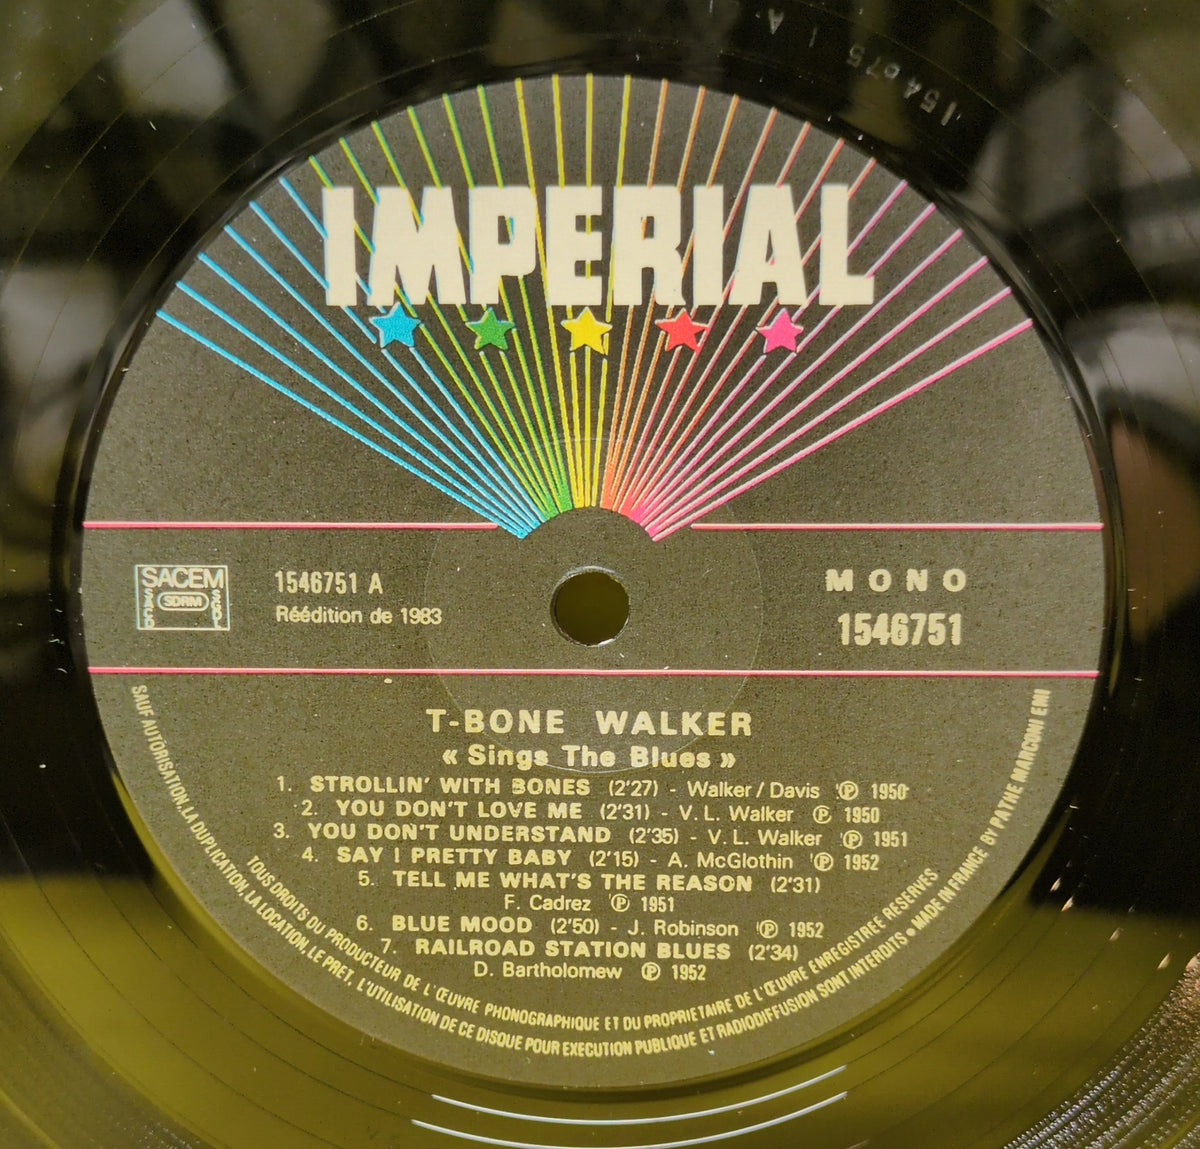 154675 1 A
IMPERIAL
SACEM
SACD
SDRM
SGDL
1546751 A
Réédition de 1983
MONO
1546751
T-BONE WALKER
« Sings The Blues »
1. STROLLIN' WITH BONES (2'27) - Walker / Davis ℗ 1950
2. YOU DON'T LOVE ME (2'31) - V. L. Walker ℗ 1950
3. YOU DON'T UNDERSTAND (2'35) - V. L. Walker ℗ 1951
4. SAY ! PRETTY BABY (2'15) - A. McGlothin ℗ 1952
5. TELL ME WHAT'S THE REASON (2'31)
F. Cadrez ℗ 1951
6. BLUE MOOD (2'50) - J. Robinson ℗ 1952
7. RAILROAD STATION BLUES (2'34)
D. Bartholomew ℗ 1952
TOUS DROITS DU PRODUCTEUR DE L'ŒUVRE PHONOGRAPHIQUE ET DU PROPRIETAIRE DE L'ŒUVRE ENREGISTREE RESERVES
SAUF AUTORISATION, LA DUPLICATION, LA LOCATION, LE PRET, L'UTILISATION DE CE DISQUE POUR EXECUTION PUBLIQUE ET RADIODIFFUSION SONT INTERDITS • MADE IN FRANCE BY PATHE MARCONI EMI